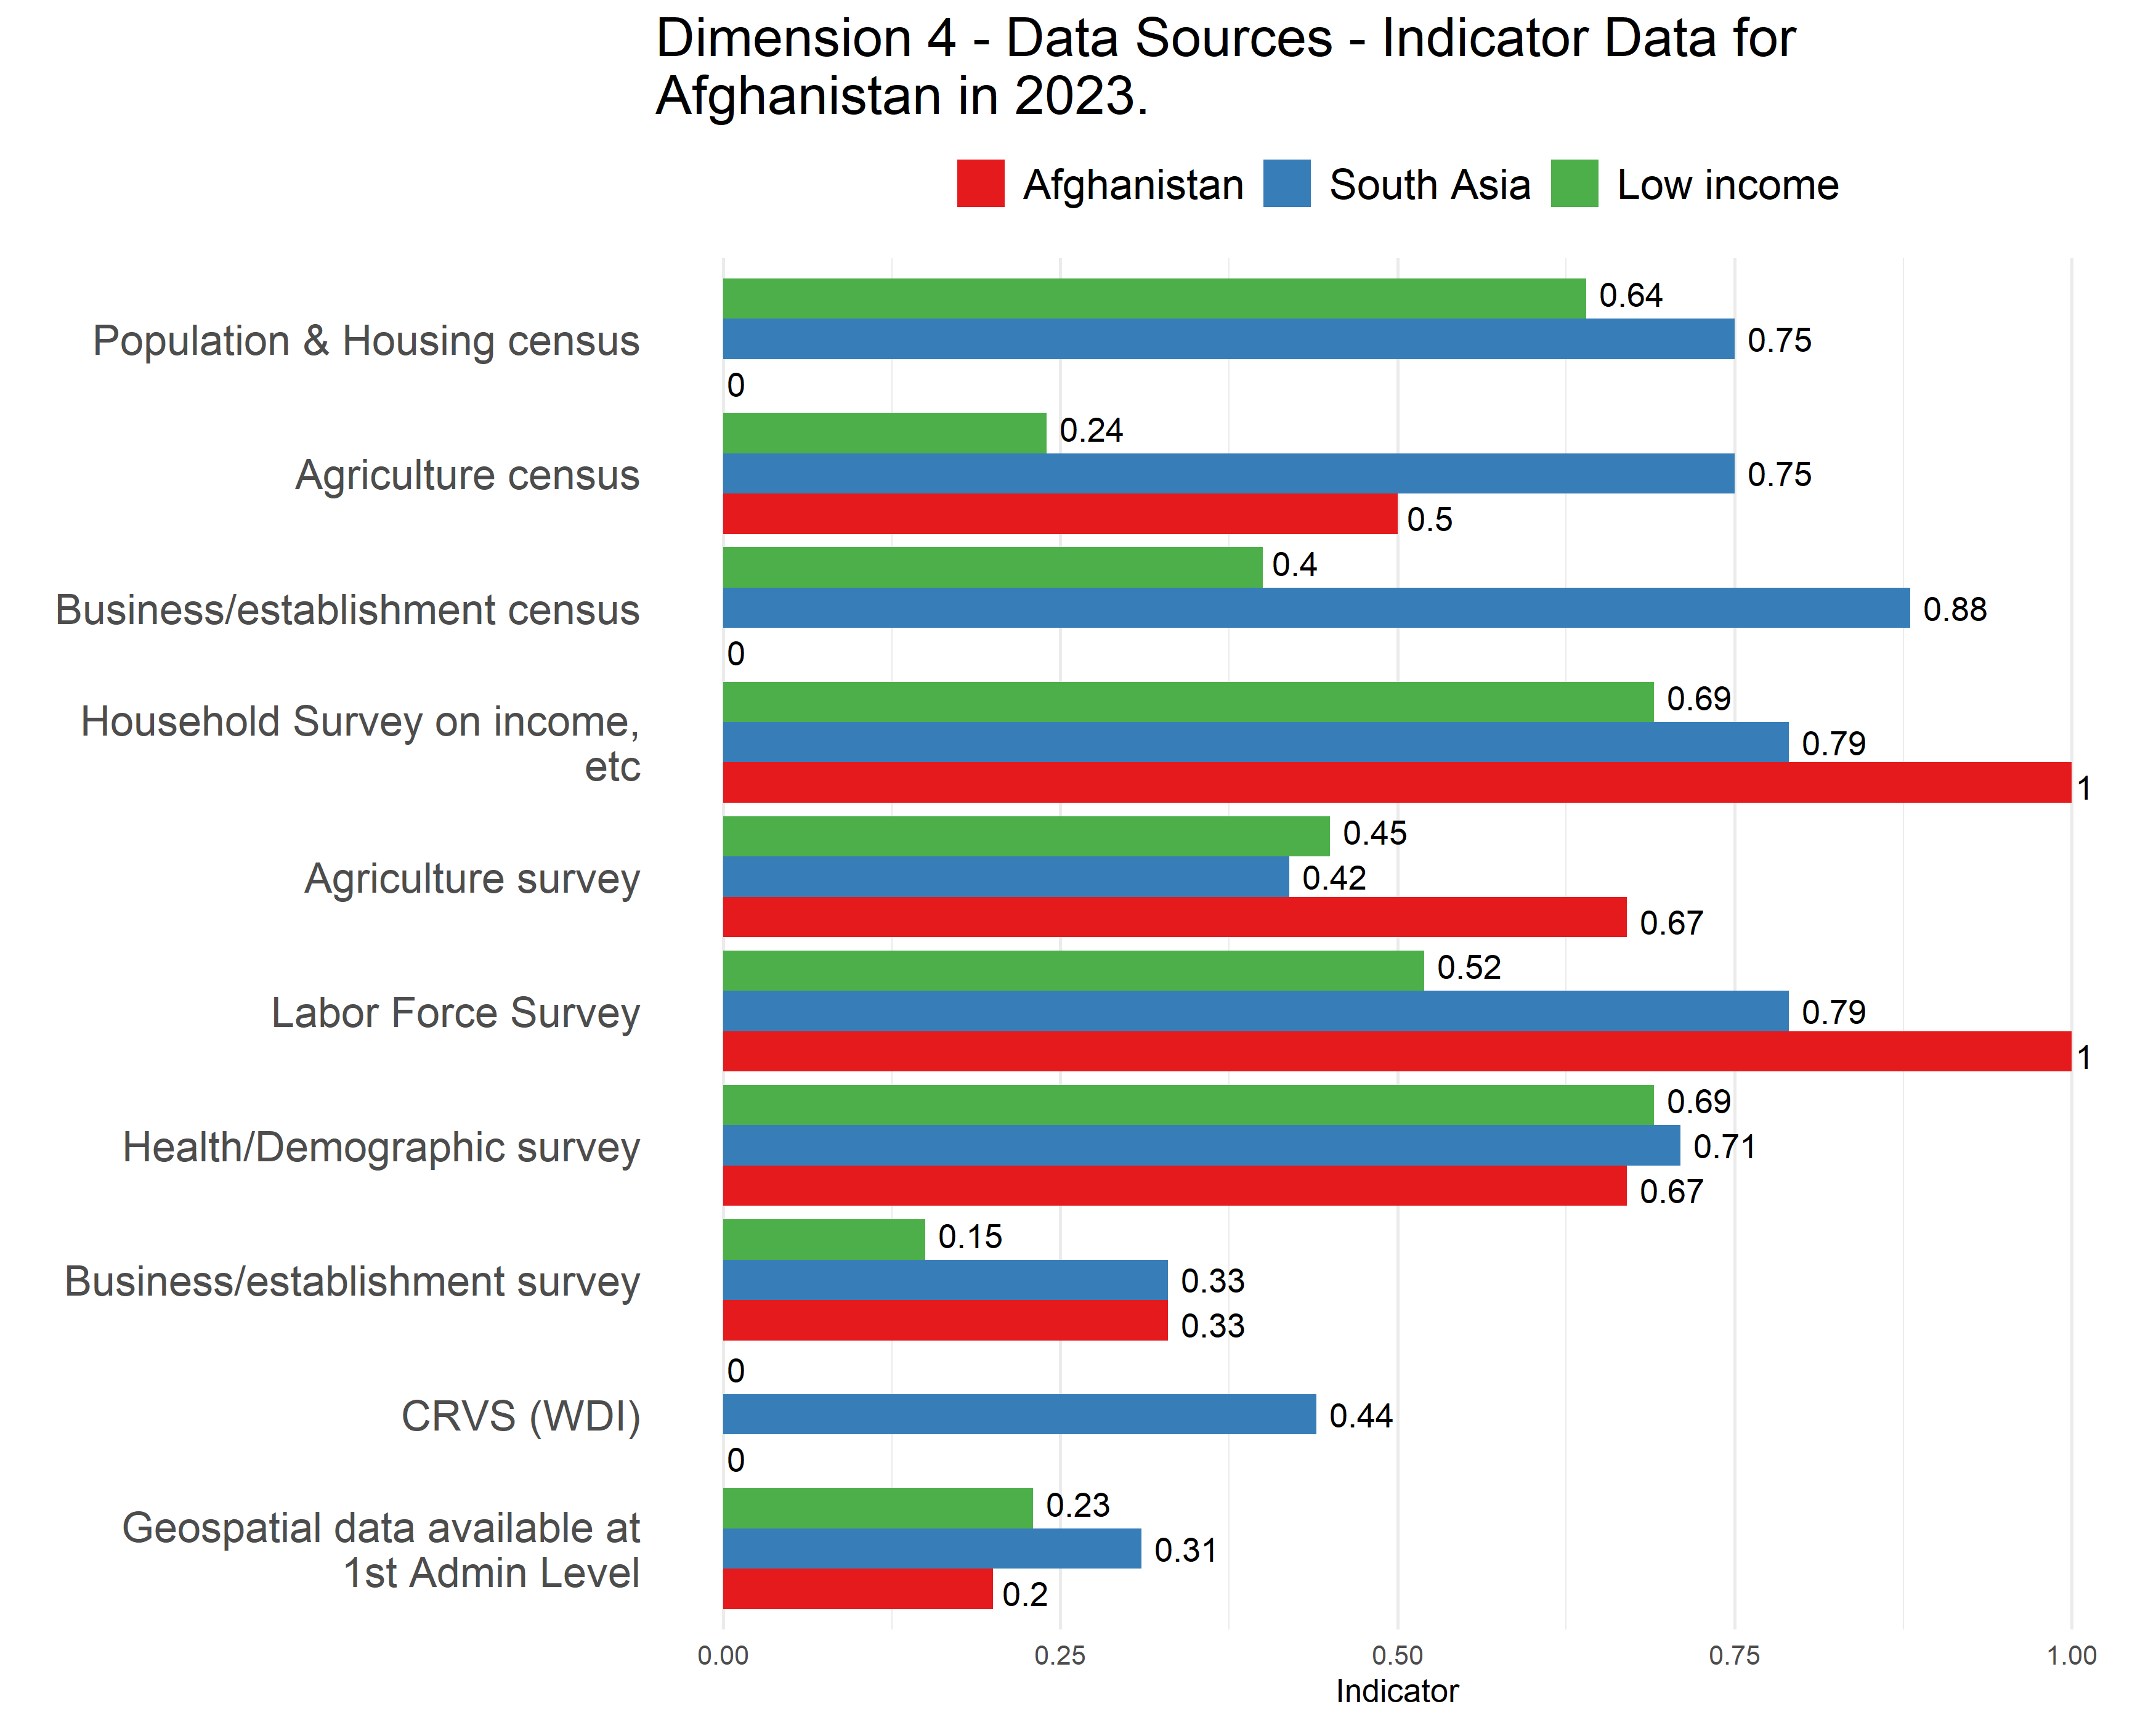 Dimension 4 - Data Sources - Indicator Data for
Afghanistan in 2023.
Afghanistan South Asia Low income
Population & Housing census
0.64
0.75
0
Agriculture census
0.24
0.75
0.5
Business/establishment census
0.4
0.88
0
Household Survey on income,
etc
0.69
0.79
1
Agriculture survey
0.45
0.42
0.67
Labor Force Survey
0.52
0.79
1
Health/Demographic survey
0.69
0.71
0.67
Business/establishment survey
0.15
0.33
0.33
CRVS (WDI)
0
0.44
0
Geospatial data available at
1st Admin Level
0.23
0.31
0.2
0.00 0.25 0.50 0.75 1.00
Indicator